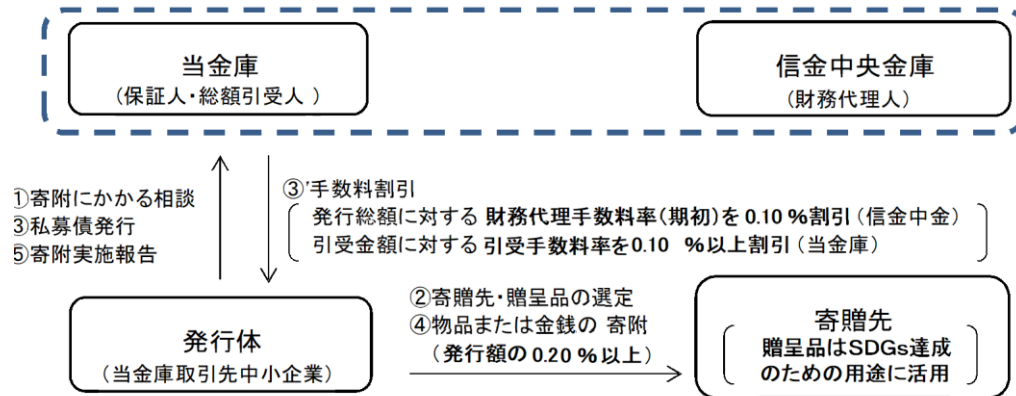 当金庫
（保証人・総額引受人 ）
信金中央金庫
（財務代理人）
①寄附にかかる相談
③私募債発行
⑤寄附実施報告
③’手数料割引
発行総額に対する 財務代理手数料率（期初）を 0.10 %割引（信金中金）
引受金額に対する 引受手数料率を0.10 %以上割引（当金庫）
発行体
（当金庫取引先中小企業）
②寄贈先・贈呈品の選定
④物品または金銭の 寄附
（発行額の 0.20 %以上）
寄贈先
贈呈品はSDGs達成
のための用途に活用